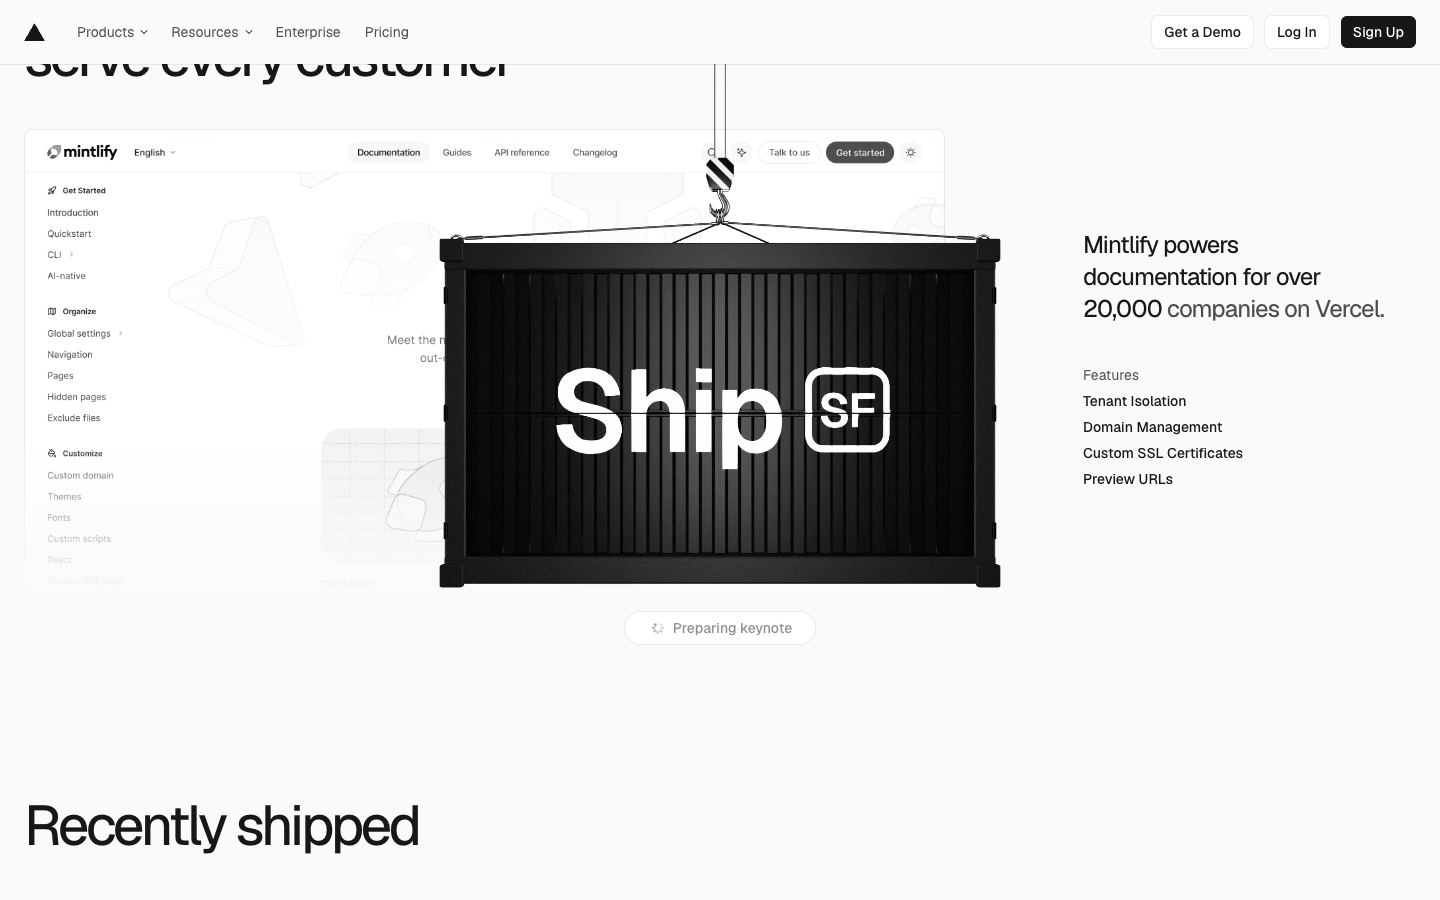 Products
Resources
Enterprise
Pricing
Get a Demo
Log In
Sign Up
serve every customer
mintlify
English
Documentation
Guides
API reference
Changelog
Talk to us
Get started
Get Started
Introduction
Quickstart
CLI
AI-native
Organize
Global settings
Navigation
Pages
Hidden pages
Exclude files
Customize
Custom domain
Themes
Fonts
Custom scripts
React
Custom 404 page
Meet the
Quickstart
Ship SF
Preparing keynote
Mintlify powers
documentation for over
20,000 companies on Vercel.
Features
Tenant Isolation
Domain Management
Custom SSL Certificates
Preview URLs
Recently shipped